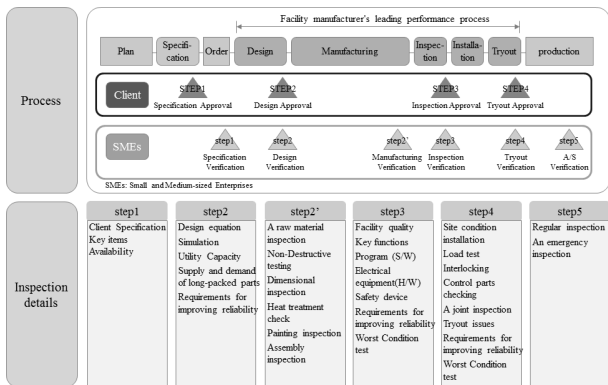 Facility manufacturer's leading performance process
Plan
Specifi-
cation
Order
Design
Manufacturing
Inspec-
tion
Installa-
tion
Tryout
production
Process
Client
STEP1
Specification Approval
STEP2
Design Approval
STEP3
Inspection Approval
STEP4
Tryout Approval
SMEs
step1
Specification
Verification
step2
Design
Verification
step2'
Manufacturing
Verification
step3
Inspection
Verification
step4
Tryout
Verification
step5
A/S
Verification
SMEs: Small and Medium-sized Enterprises
Inspection
details
step1
Client Specification
Key items
Availability
step2
Design equation
Simulation
Utility Capacity
Supply and demand
of long-packed parts
Requirements for
improving reliability
step2’
A raw material
inspection
Non-Destructive
testing
Dimensional
inspection
Heat treatment
check
Painting inspection
Assembly
inspection
step3
Facility quality
Key functions
Program (S/W)
Electrical
equipment(H/W)
Safety device
Requirements for
improving reliability
Worst Condition
test
step4
Site condition
installation
Load test
Interlocking
Control parts
checking
A joint inspection
Tryout issues
Requirements for
improving reliability
Worst Condition
test
step5
Regular inspection
An emergency
inspection